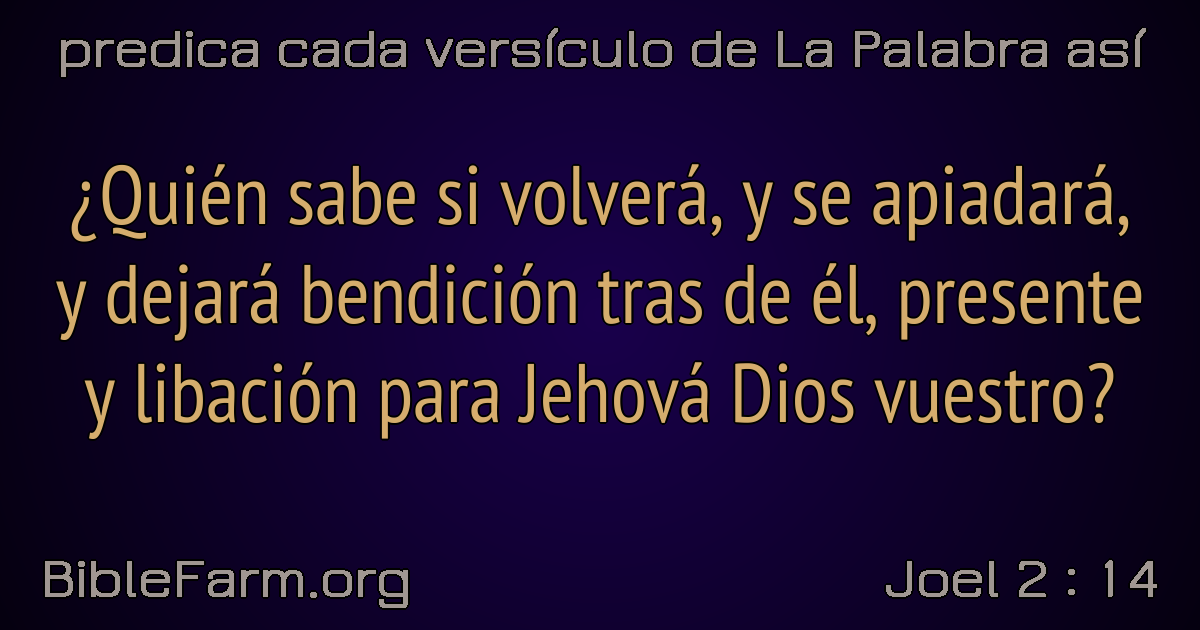 predica cada versículo de La Palabra así
¿Quién sabe si volverá, y se apiadará,
y dejará bendición tras de él, presente
y libación para Jehová Dios vuestro?
BibleFarm.org
Joel 2 : 14